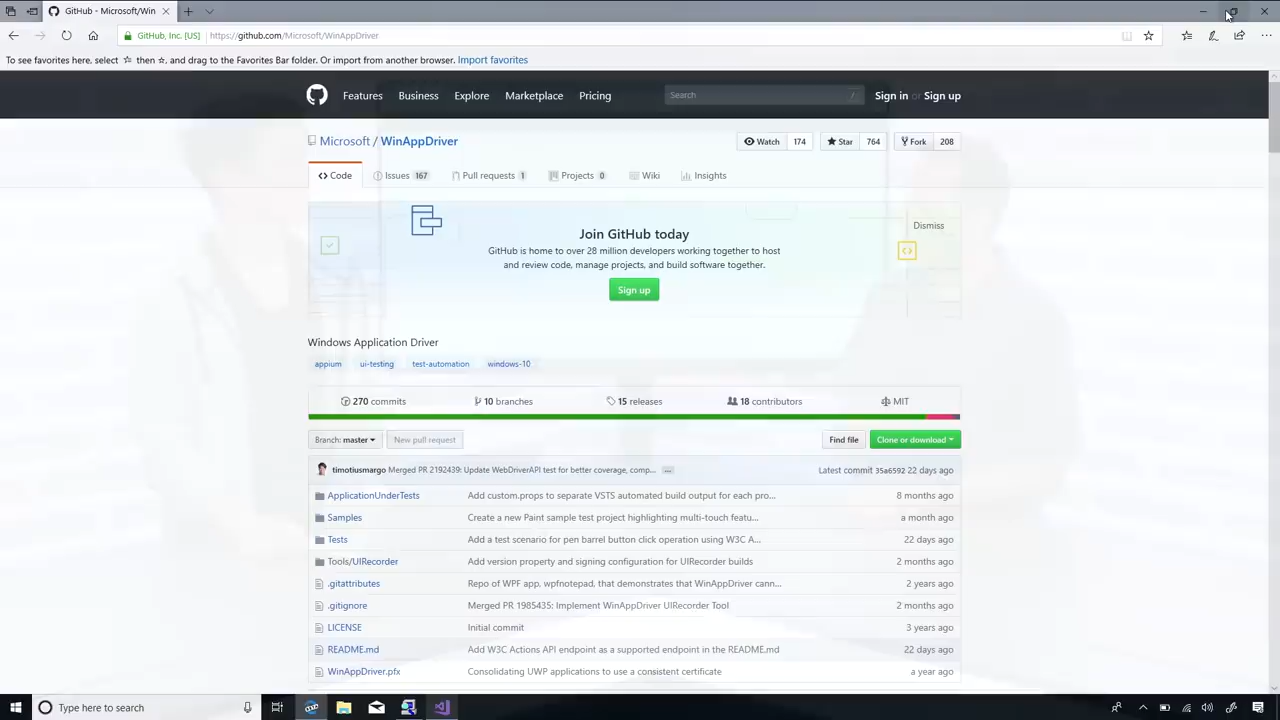 GitHub - Microsoft/Win
GitHub, Inc. [US] https://github.com/Microsoft/WinAppDriver
To see favorites here, select then ☆, and drag to the Favorites Bar folder. Or import from another browser. Import favorites
Features Business Explore Marketplace Pricing Search / Sign in or Sign up
Microsoft / WinAppDriver Watch 174 Star 764 Fork 208
Code Issues 167 Pull requests 1 Projects 0 Wiki Insights
Join GitHub today
Dismiss
GitHub is home to over 28 million developers working together to host
and review code, manage projects, and build software together.
Sign up
Windows Application Driver
appium ui-testing test-automation windows-10
270 commits 10 branches 15 releases 18 contributors MIT
Branch: master New pull request Find file Clone or download
timotiusmargo Merged PR 2192439: Update WebDriverAPI test for better coverage, comp... ... Latest commit 35a6592 22 days ago
ApplicationUnderTests Add custom.props to separate VSTS automated build output for each pro... 8 months ago
Samples Create a new Paint sample test project highlighting multi-touch featu... a month ago
Tests Add a test scenario for pen barrel button click operation using W3C A... 22 days ago
Tools/UIRecorder Add version property and signing configuration for UIRecorder builds 2 months ago
.gitattributes Repo of WPF app, wpfnotepad, that demonstrates that WinAppDriver cann... 2 years ago
.gitignore Merged PR 1985435: Implement WinAppDriver UIRecorder Tool 2 months ago
LICENSE Initial commit 3 years ago
README.md Add W3C Actions API endpoint as a supported endpoint in the README.md 22 days ago
WinAppDriver.pfx Consolidating UWP applications to use a consistent certificate a year ago
Type here to search